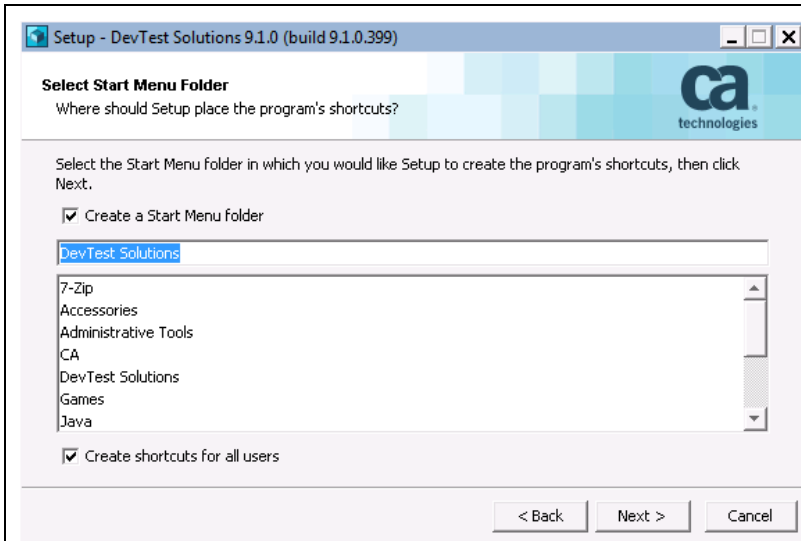 Setup - DevTest Solutions 9.1.0 (build 9.1.0.399)
Select Start Menu Folder
Where should Setup place the program's shortcuts?
ca
technologies
Select the Start Menu folder in which you would like Setup to create the program's shortcuts, then click
Next.
Create a Start Menu folder
DevTest Solutions
7-Zip
Accessories
Administrative Tools
CA
DevTest Solutions
Games
Java
Create shortcuts for all users
< Back Next > Cancel